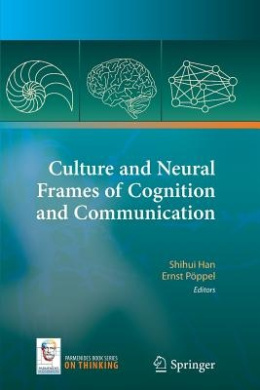 Culture and Neural
Frames of Cognition
and Communication
Shihui Han
Ernst Pöppel
Editors
PARMENIDES BOOK SERIES
ON THINKING
Springer